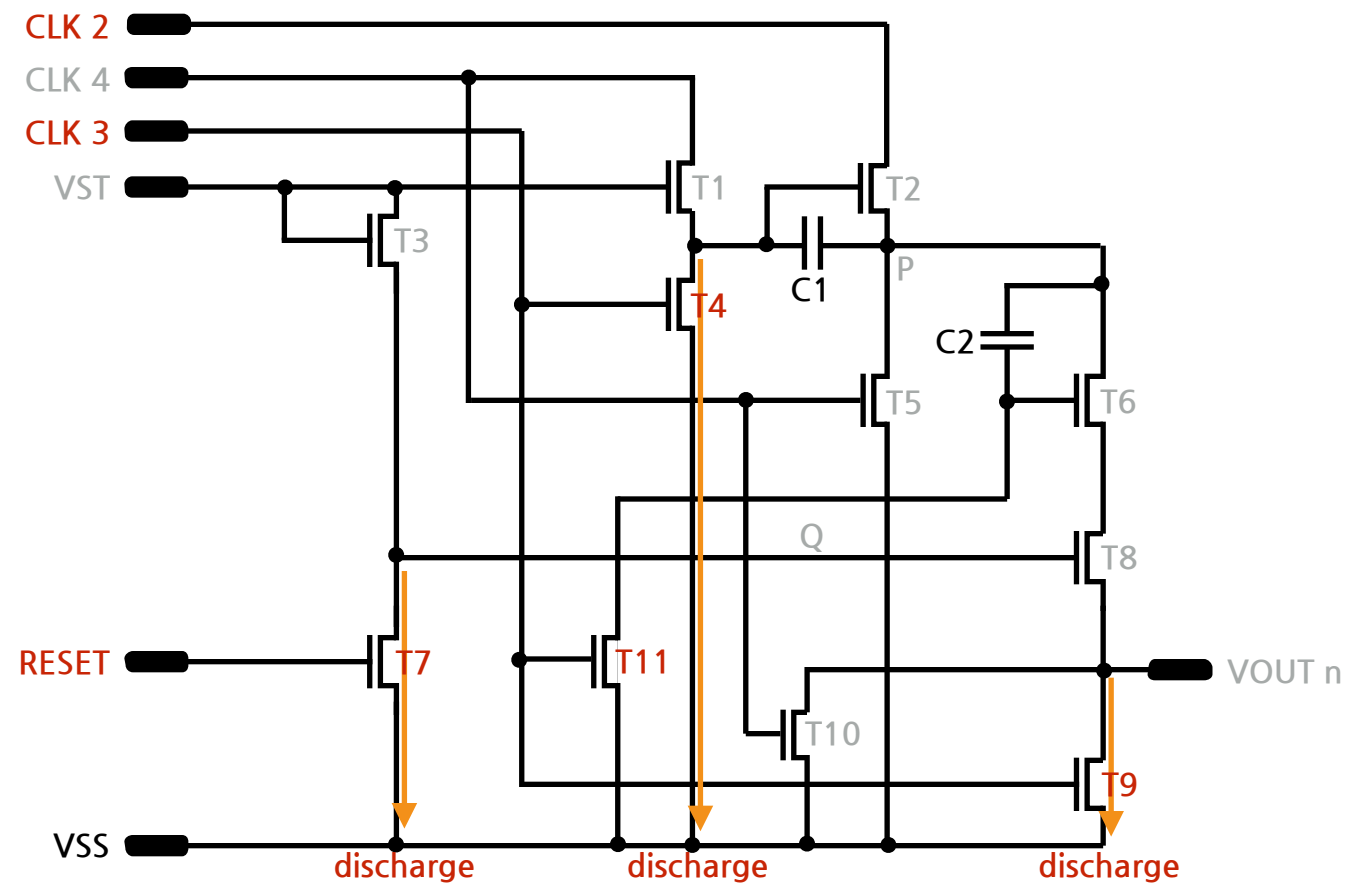 CLK 2
CLK 4
CLK 3
VST
T1
T2
T3
P
C1
T4
C2
T5
T6
Q
T8
RESET
T7
T11
VOUT n
T10
T9
VSS
discharge
discharge
discharge